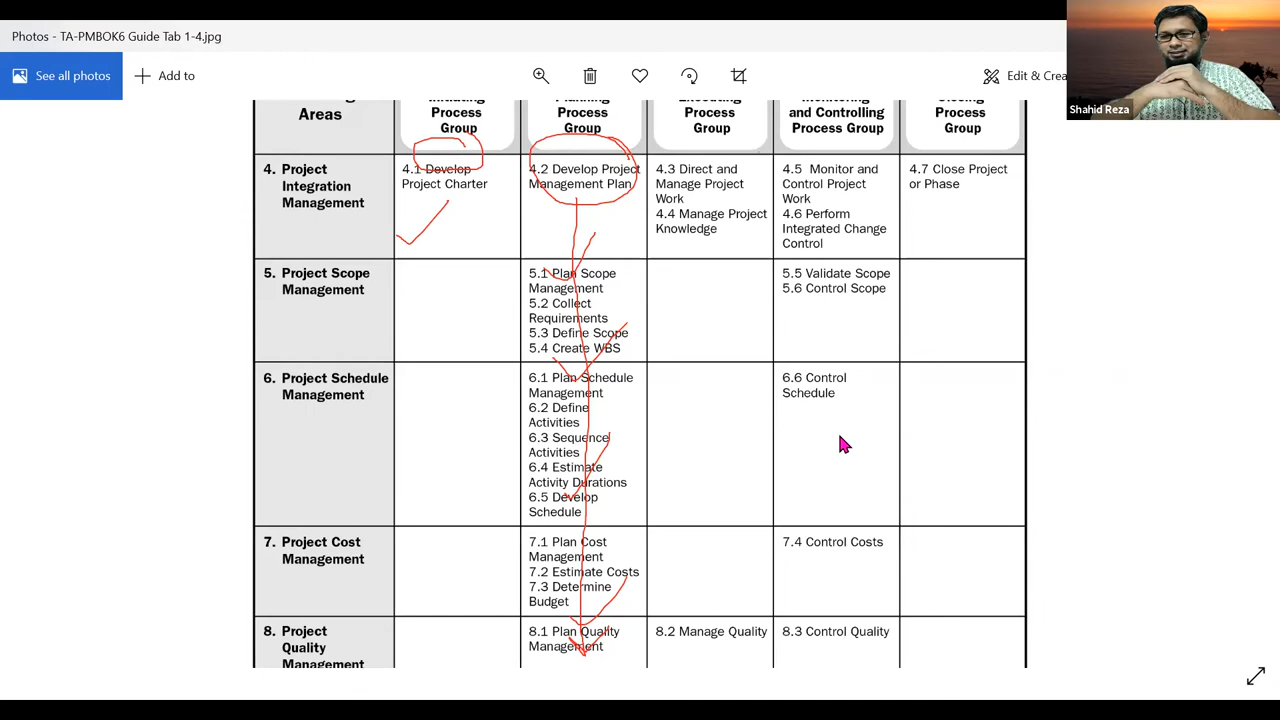 Photos - TA-PMBOK6 Guide Tab 1-4.jpg
See all photos
Add to
Edit & Crea
Shahid Reza
Areas
Initiating
Process
Group
Planning
Process
Group
Executing
Process
Group
Monitoring
and Controlling
Process Group
Closing
Process
Group
4. Project
Integration
Management
4.1 Develop
Project Charter
4.2 Develop Project
Management Plan
4.3 Direct and
Manage Project
Work
4.4 Manage Project
Knowledge
4.5 Monitor and
Control Project
Work
4.6 Perform
Integrated Change
Control
4.7 Close Project
or Phase
5. Project Scope
Management
5.1 Plan Scope
Management
5.2 Collect
Requirements
5.3 Define Scope
5.4 Create WBS
5.5 Validate Scope
5.6 Control Scope
6. Project Schedule
Management
6.1 Plan Schedule
Management
6.2 Define
Activities
6.3 Sequence
Activities
6.4 Estimate
Activity Durations
6.5 Develop
Schedule
6.6 Control
Schedule
7. Project Cost
Management
7.1 Plan Cost
Management
7.2 Estimate Costs
7.3 Determine
Budget
7.4 Control Costs
8. Project
Quality
Management
8.1 Plan Quality
Management
8.2 Manage Quality
8.3 Control Quality